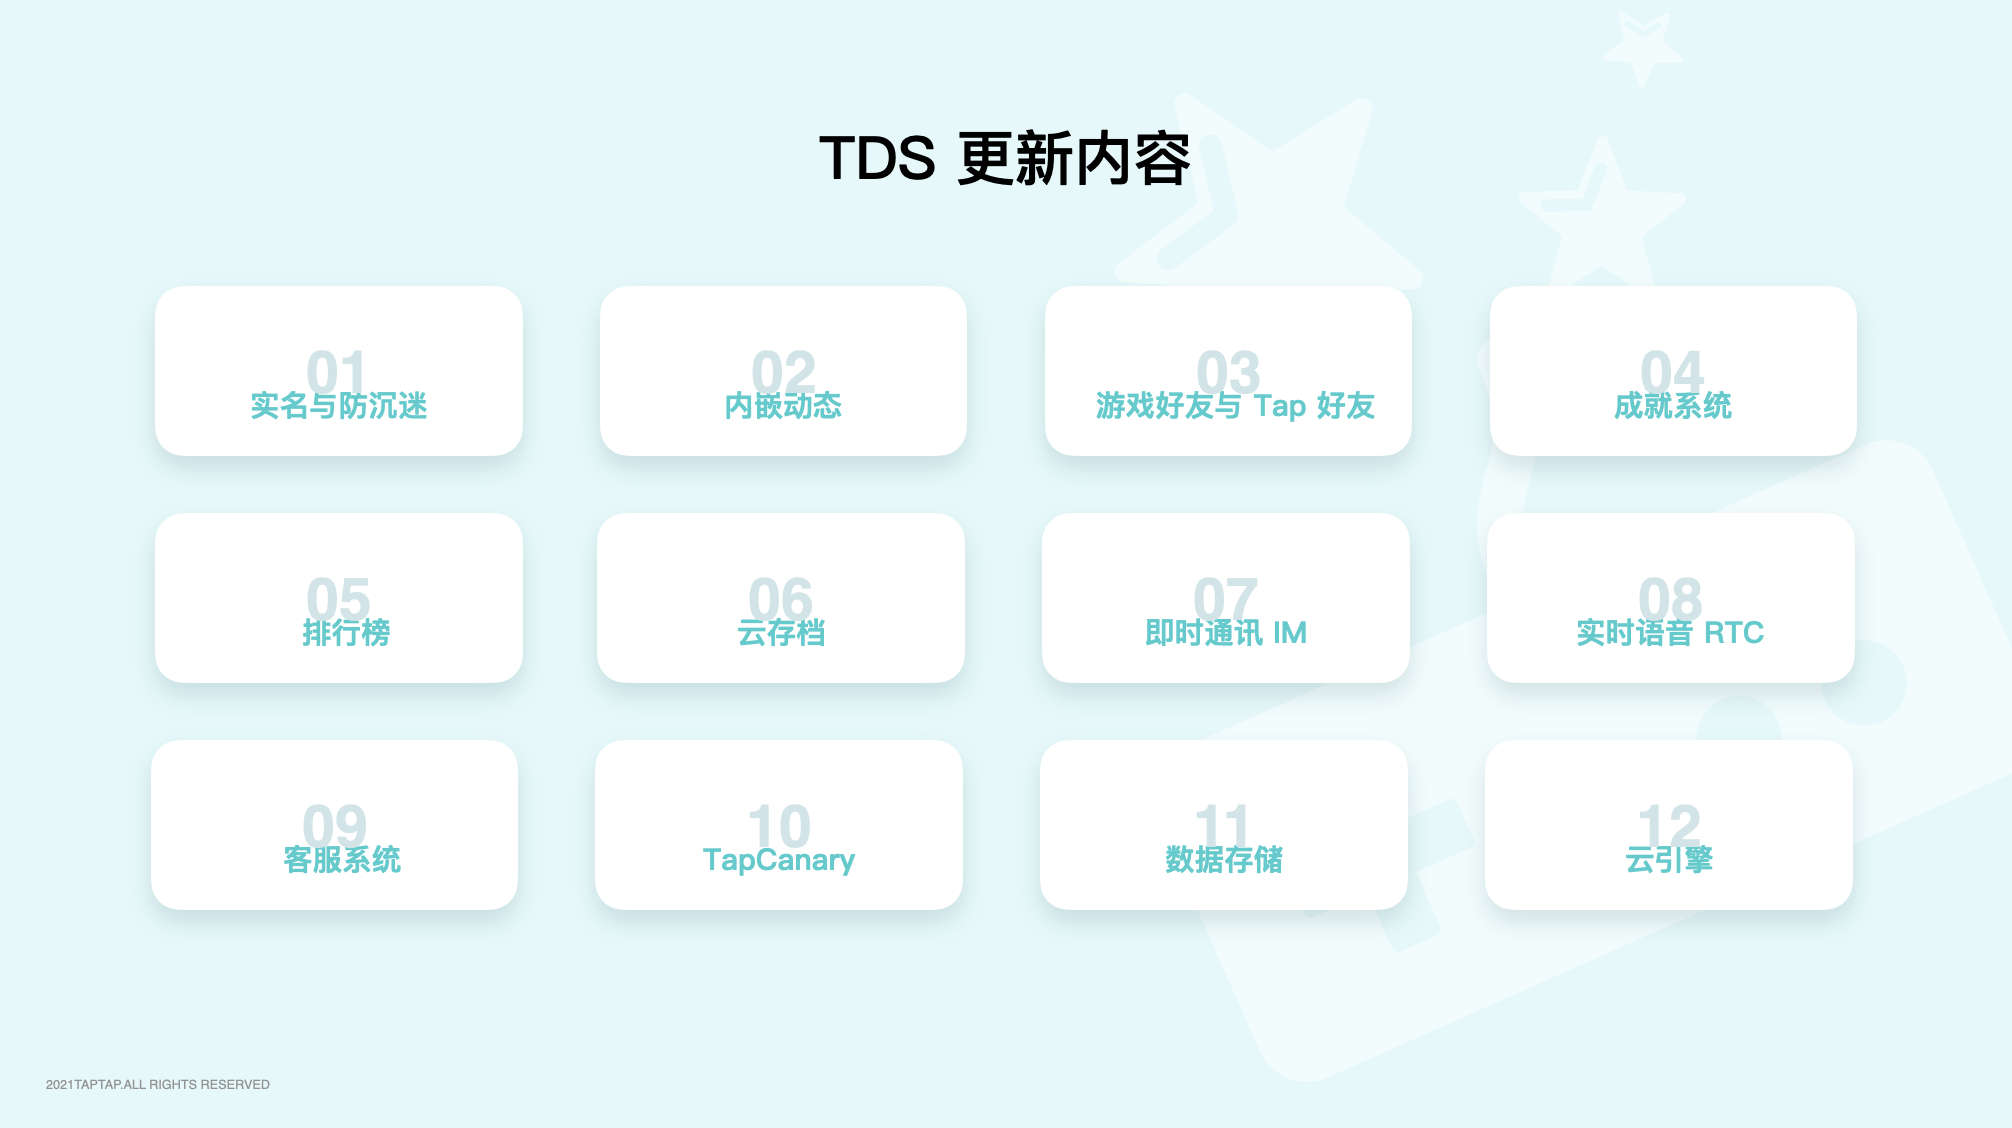 TDS 更新内容
01
实名与防沉迷
02
内嵌动态
03
游戏好友与 Tap 好友
04
成就系统
05
排行榜
06
云存档
07
即时通讯 IM
08
实时语音 RTC
09
客服系统
10
TapCanary
11
数据存储
12
云引擎
2021TAPTAP.ALL RIGHTS RESERVED